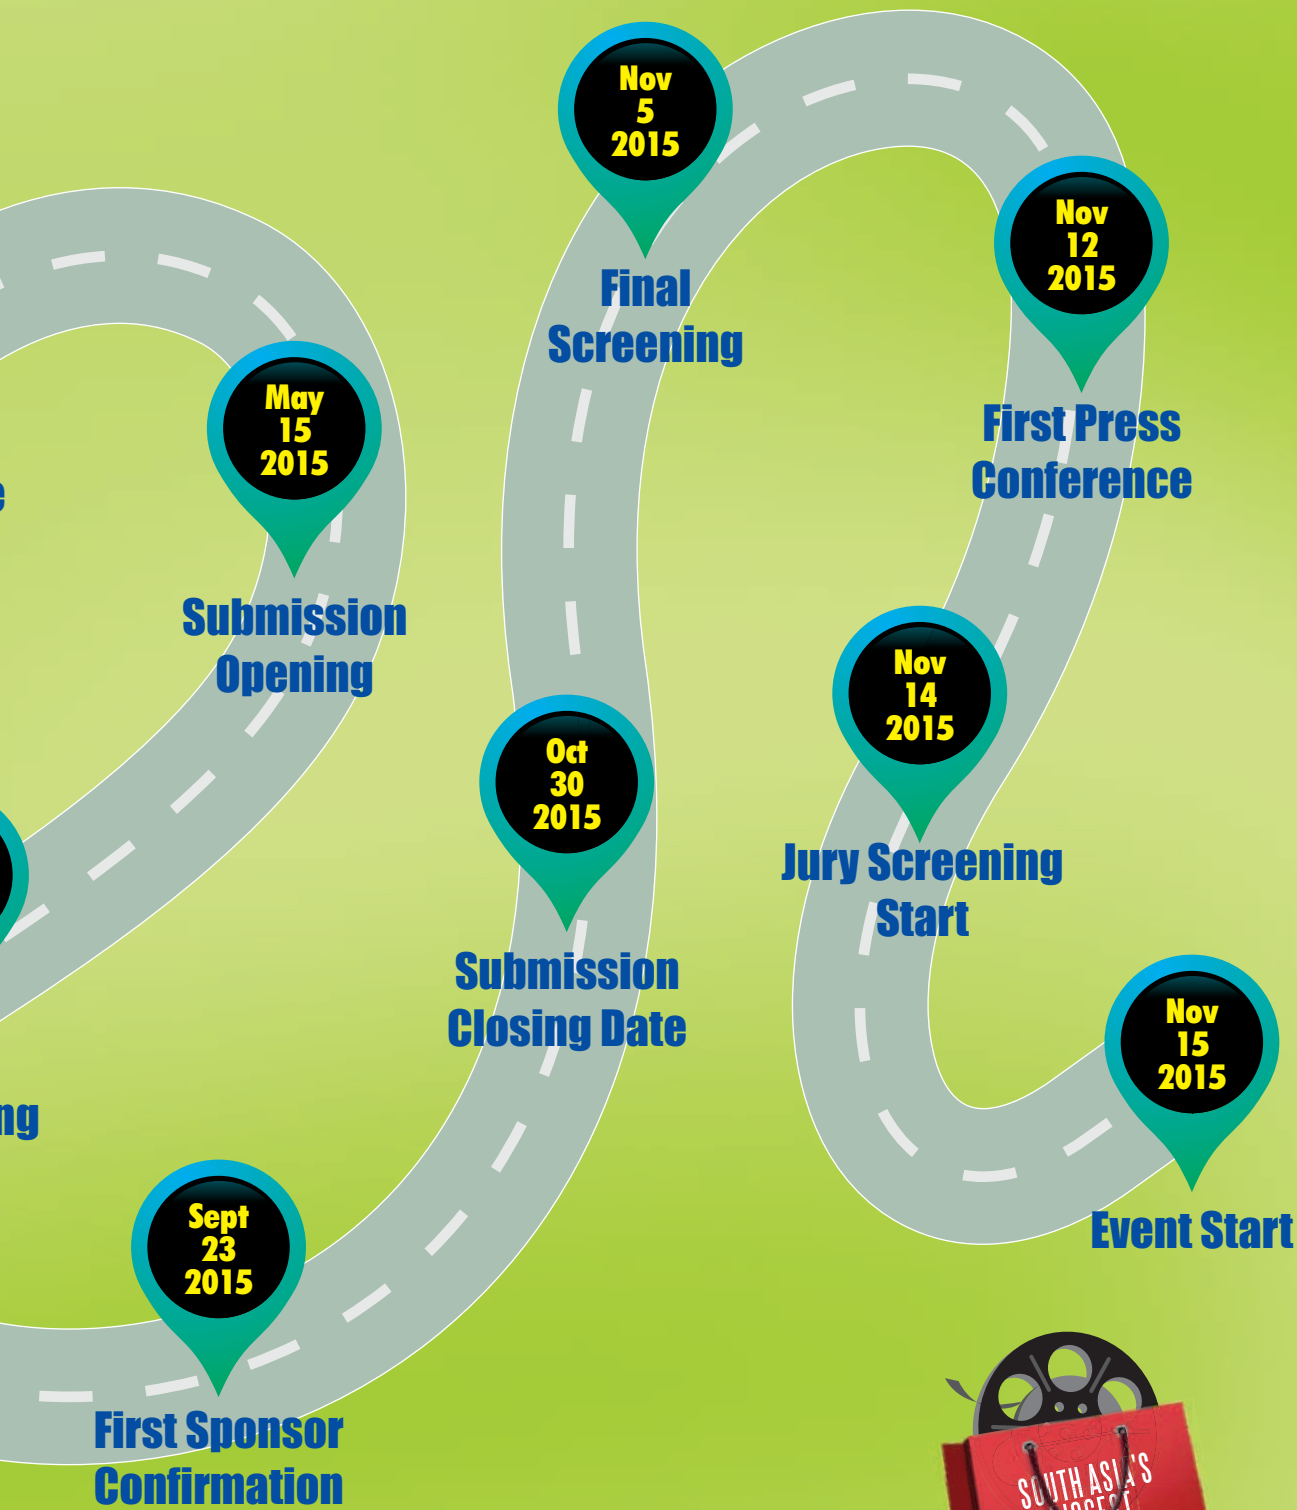 May
15
2015
Submission
Opening
Sept
23
2015
First Sponsor
Confirmation
Oct
30
2015
Submission
Closing Date
Nov
5
2015
Final
Screening
Nov
12
2015
First Press
Conference
Nov
14
2015
Jury Screening
Start
Nov
15
2015
Event Start
SOUTH ASIA'S